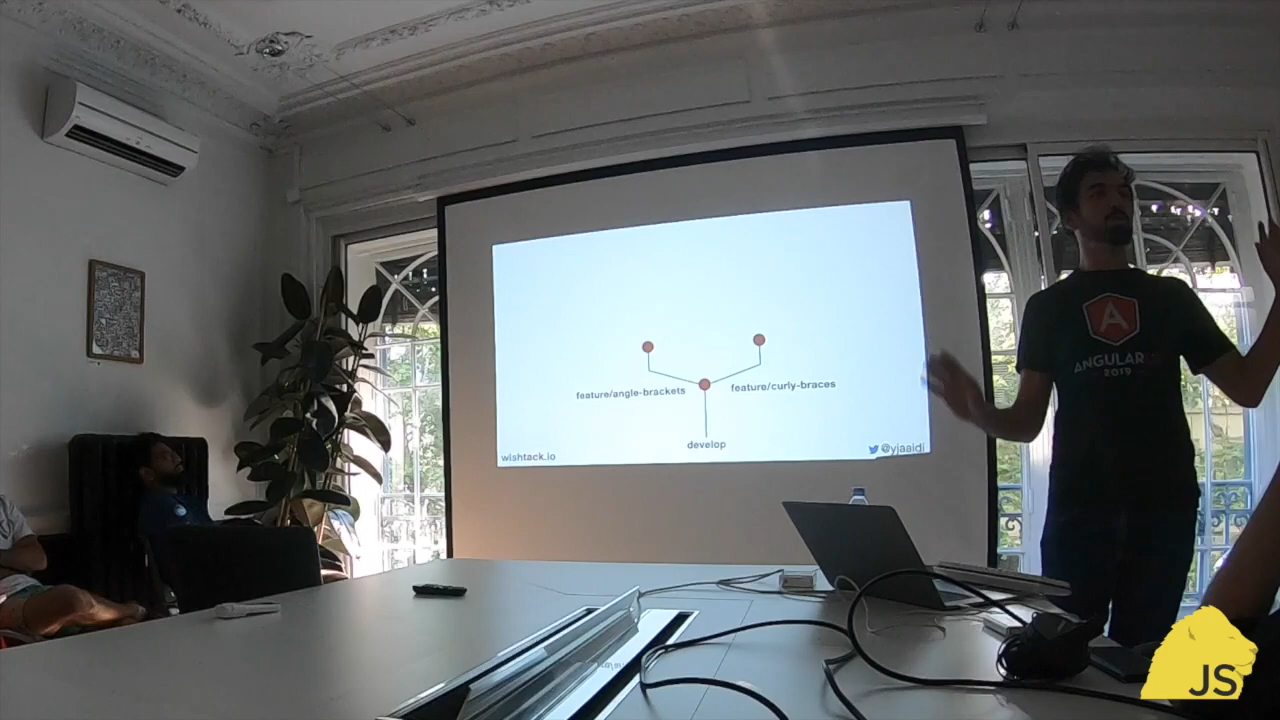 feature/angle-brackets
feature/curly-braces
develop
wishtack.io
@yjaaidi
A
ANGULAR
2019
JS